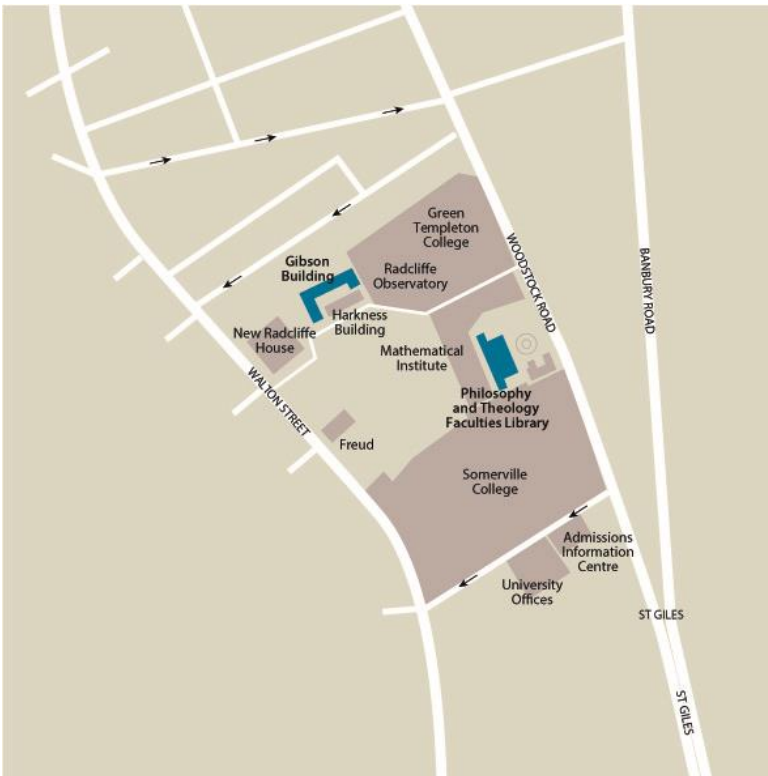 Green
Templeton
College
WOODSTOCK ROAD
BANBURY ROAD
Gibson
Building
Radcliffe
Observatory
Harkness
Building
New Radcliffe
House
Mathematical
Institute
WALTON STREET
Philosophy
and Theology
Faculties Library
Freud
Somerville
College
Admissions
Information
Centre
University
Offices
ST GILES
ST GILES